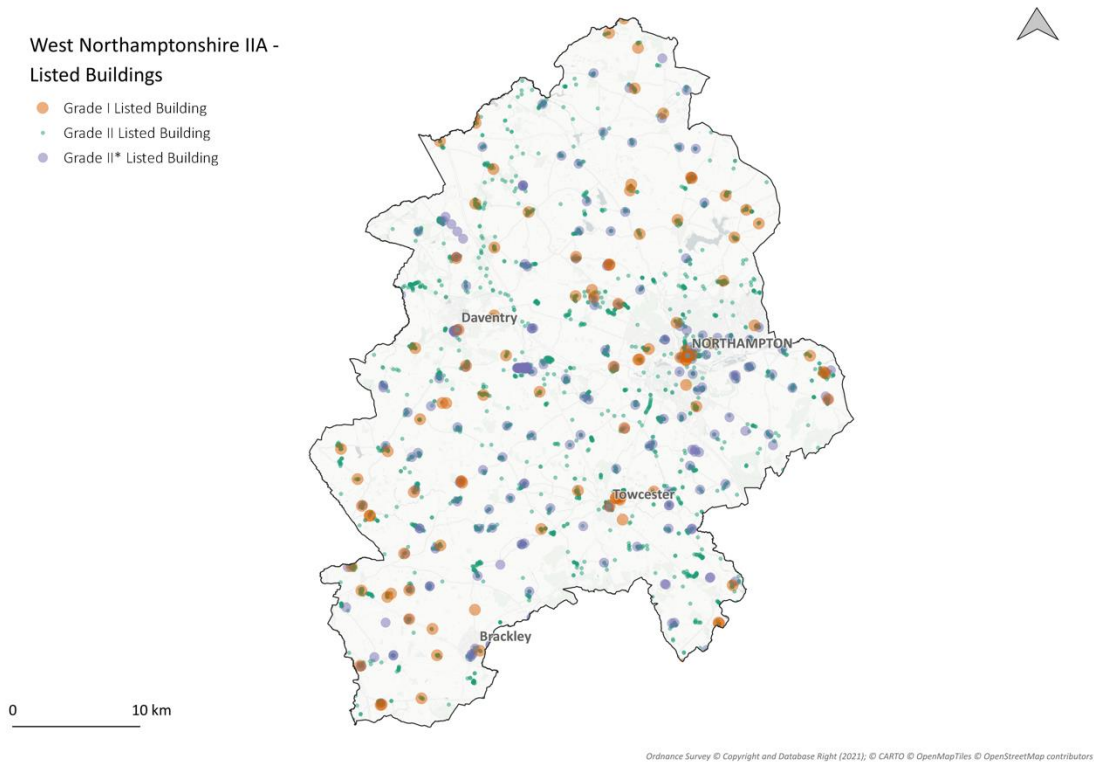 West Northamptonshire IIA -
Listed Buildings
Grade I Listed Building
Grade II Listed Building
Grade II* Listed Building
Daventry
NORTHAMPTON
Towcester
Brackley
0 10 km
Ordnance Survey © Copyright and Database Right (2021); © CARTO © OpenMapTiles © OpenStreetMap contributors